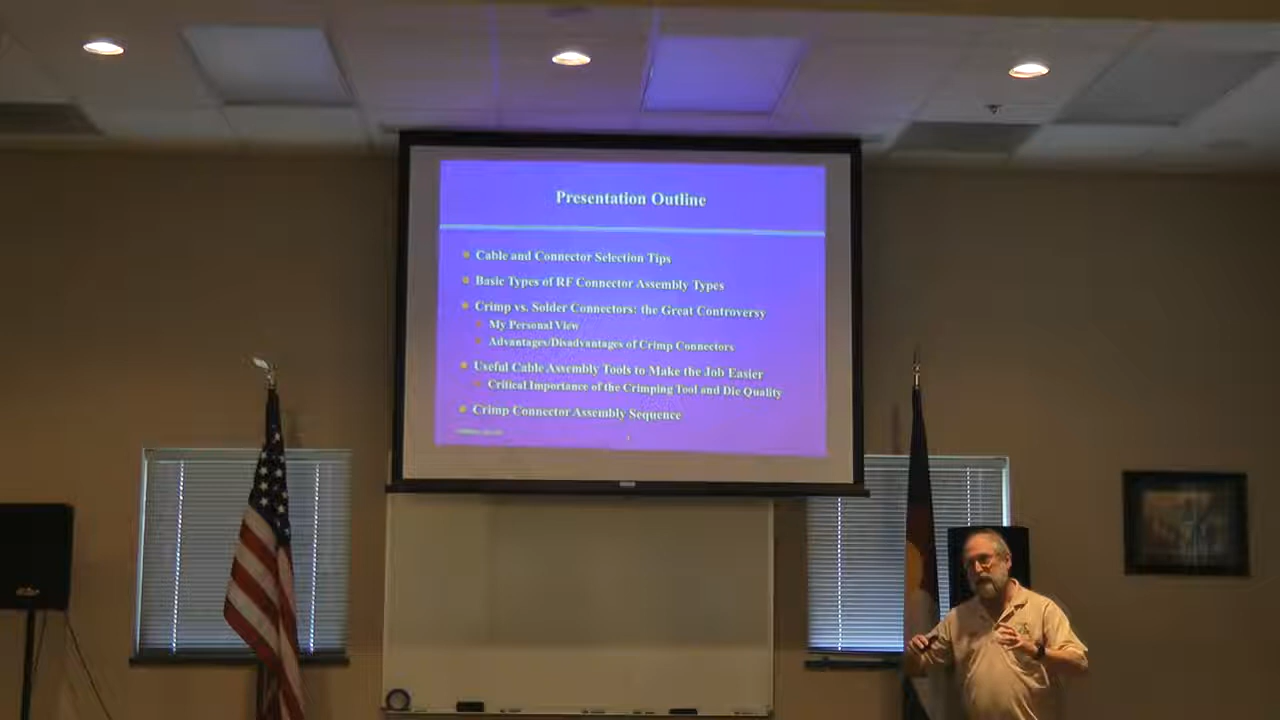 Presentation Outline
Cable and Connector Selection Tips
Basic Types of RF Connector Assembly Types
Crimp vs. Solder Connectors: the Great Controversy
My Personal View
Advantages/Disadvantages of Crimp Connectors
Useful Cable Assembly Tools to Make the Job Easier
Critical Importance of the Crimping Tool and Die Quality
Crimp Connector Assembly Sequence